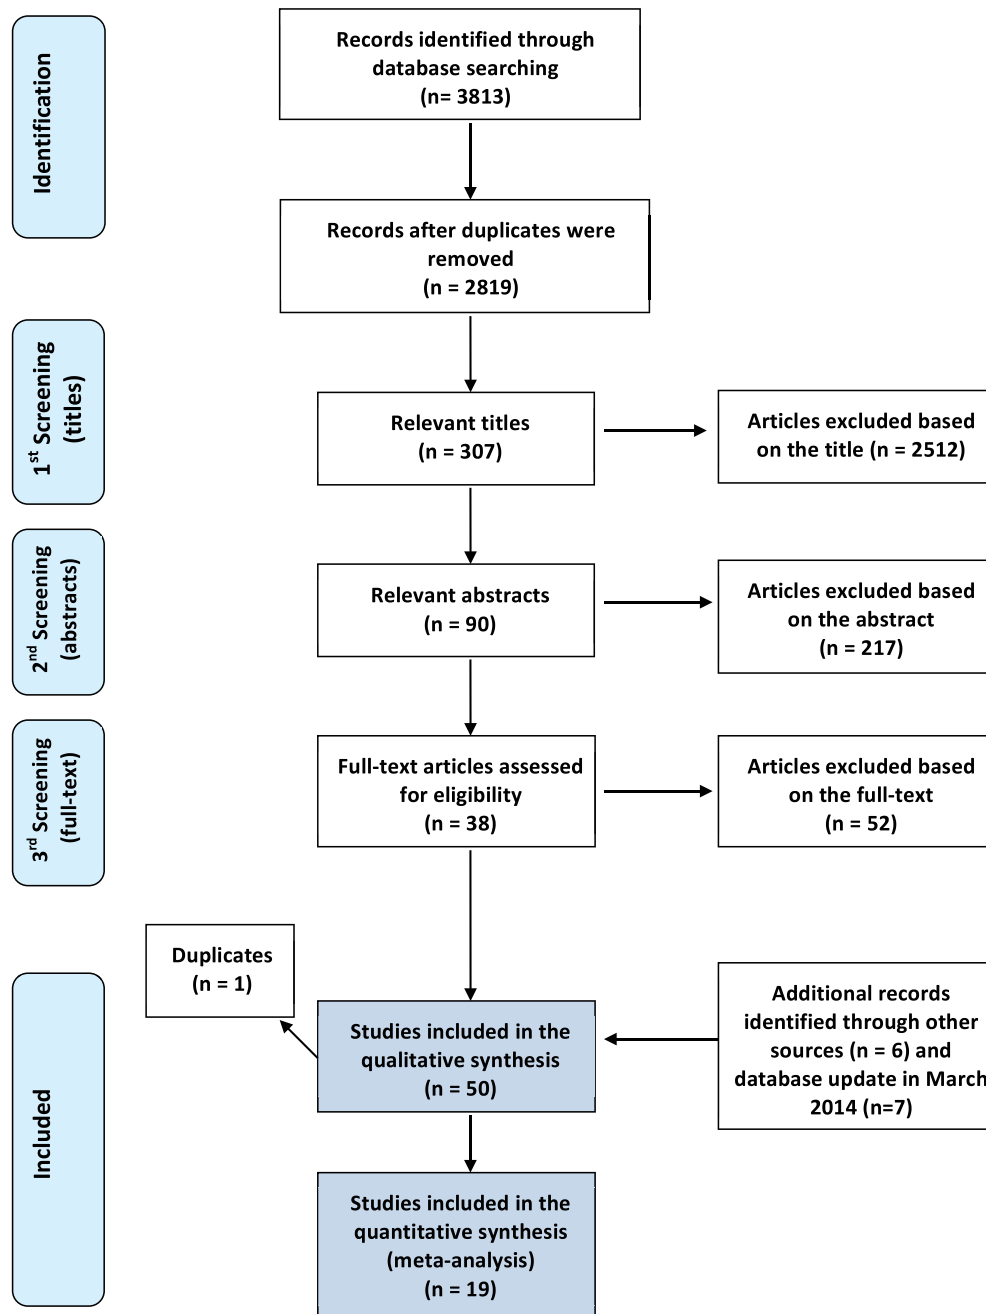 Identification
Records identified through
database searching
(n= 3813)
Records after duplicates were
removed
(n = 2819)
1st Screening
(titles)
Relevant titles
(n = 307)
Articles excluded based
on the title (n = 2512)
2nd Screening
(abstracts)
Relevant abstracts
(n = 90)
Articles excluded based
on the abstract
(n = 217)
3rd Screening
(full-text)
Full-text articles assessed
for eligibility
(n = 38)
Articles excluded based
on the full-text
(n = 52)
Included
Duplicates
(n = 1)
Studies included in the
qualitative synthesis
(n = 50)
Additional records
identified through other
sources (n = 6) and
database update in March
2014 (n=7)
Studies included in the
quantitative synthesis
(meta-analysis)
(n = 19)